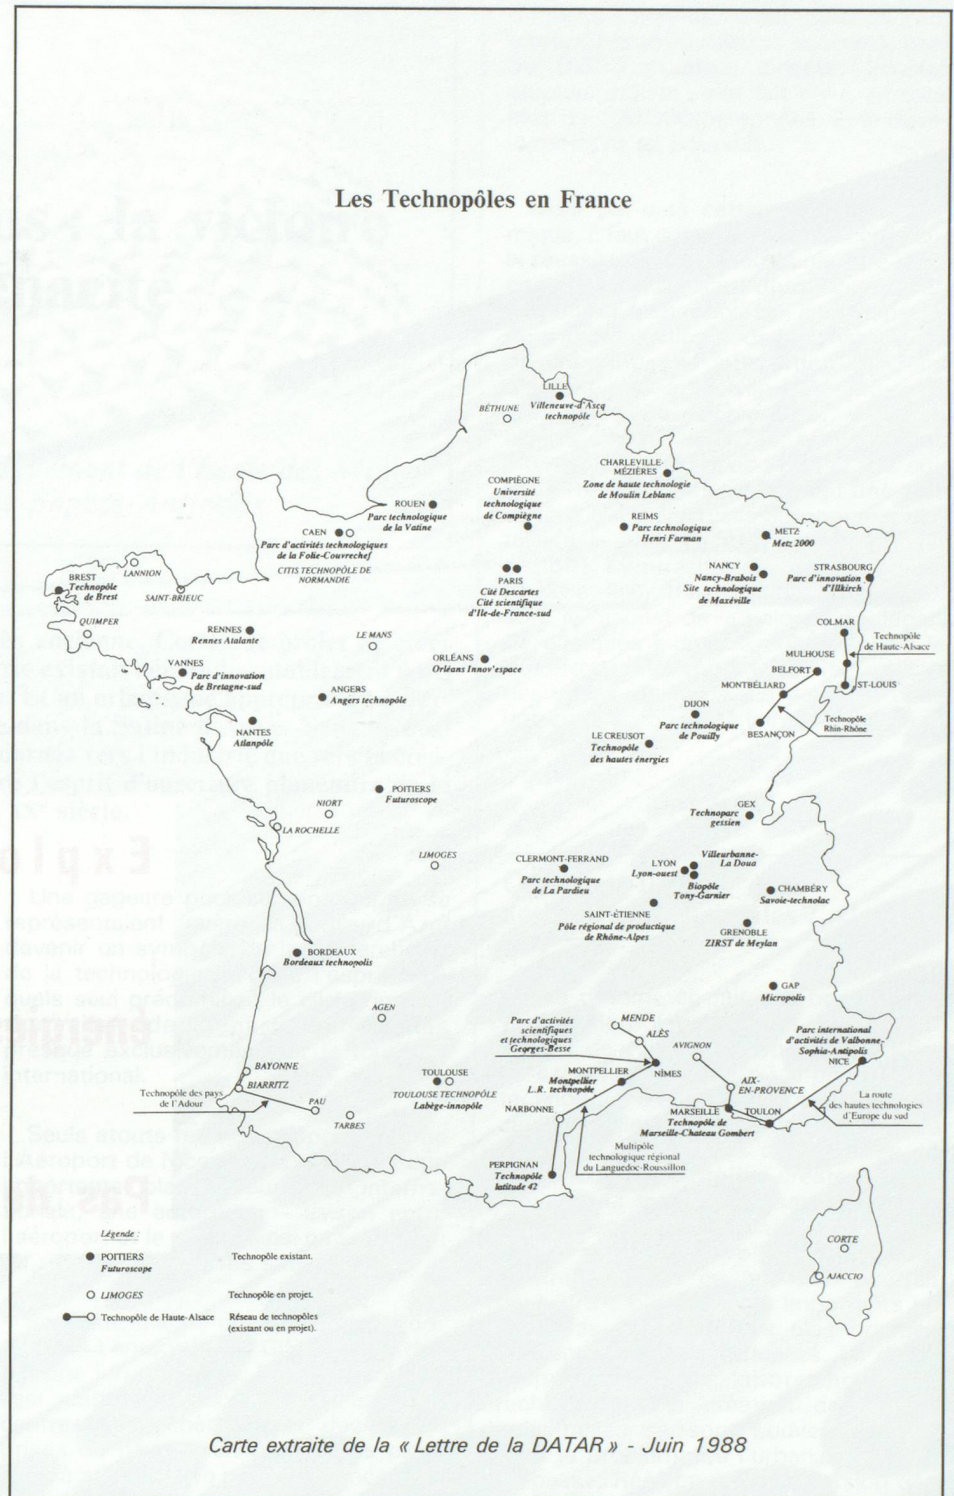 Les Technopôles en France
LILLE
Villeneuve-d'Ascq
technopôle
BÉTHUNE
CHARLEVILLE-
MÉZIÈRES
Zone de haute technologie
de Moulin Leblanc
COMPIÈGNE
Université
technologique
de Compiègne
ROUEN
Parc technologique
de la Vatine
REIMS
Parc technologique
Henri Farman
METZ
Metz 2000
CAEN
Parc d'activités technologiques
de la Folie-Couvrechef
CITIS TECHNOPÔLE DE
NORMANDIE
NANCY
Nancy-Brabois
Site technologique
de Maxéville
STRASBOURG
Parc d'innovation
d'Illkirch
LANNION
BREST
Technopôle
de Brest
SAINT-BRIEUC
PARIS
Cité Descartes
Cité scientifique
d'Ile-de-France-sud
QUIMPER
RENNES
Rennes Atalante
LE MANS
COLMAR
Technopôle
de Haute-Alsace
MULHOUSE
ORLÉANS
Orléans Innov'espace
VANNES
Parc d'innovation
de Bretagne-sud
BELFORT
MONTBÉLIARD
ST-LOUIS
ANGERS
Angers technopôle
DIJON
Parc technologique
de Pouilly
BESANÇON
Technopôle
Rhin-Rhône
NANTES
Atlanpôle
LE CREUSOT
Technopôle
des hautes énergies
POITIERS
Futuroscope
NIORT
LA ROCHELLE
GEX
Technoparc
gessien
LIMOGES
CLERMONT-FERRAND
Parc technologique
de La Pardieu
LYON
Lyon-ouest
Villeurbanne-
La Doua
Biopôle
Tony-Garnier
CHAMBÉRY
Savoie-technolac
SAINT-ÉTIENNE
Pôle régional de productique
de Rhône-Alpes
GRENOBLE
ZIRST de Meylan
BORDEAUX
Bordeaux technopolis
GAP
Micropolis
AGEN
Parc d'activités
scientifiques
et technologiques
Georges-Besse
MENDE
ALÈS
AVIGNON
Parc international
d'activités de Valbonne-
Sophia-Antipolis
NICE
BAYONNE
BIARRITZ
TOULOUSE
TOULOUSE TECHNOPÔLE
Labège-innopôle
MONTPELLIER
Montpellier
L.R. technopôle
NÎMES
AIX-
EN-PROVENCE
Technopôle des pays
de l'Adour
PAU
TARBES
NARBONNE
MARSEILLE
Technopôle de
Marseille-Chateau Gombert
TOULON
La route
des hautes technologies
d'Europe du sud
Multipôle
technologique régional
du Languedoc-Roussillon
PERPIGNAN
Technopôle
latitude 42
CORTE
AJACCIO
Légende :
POITIERS
Futuroscope
Technopôle existant.
LIMOGES
Technopôle en projet.
Technopôle de Haute-Alsace
Réseau de technopôles
(existant ou en projet).
Carte extraite de la « Lettre de la DATAR » - Juin 1988